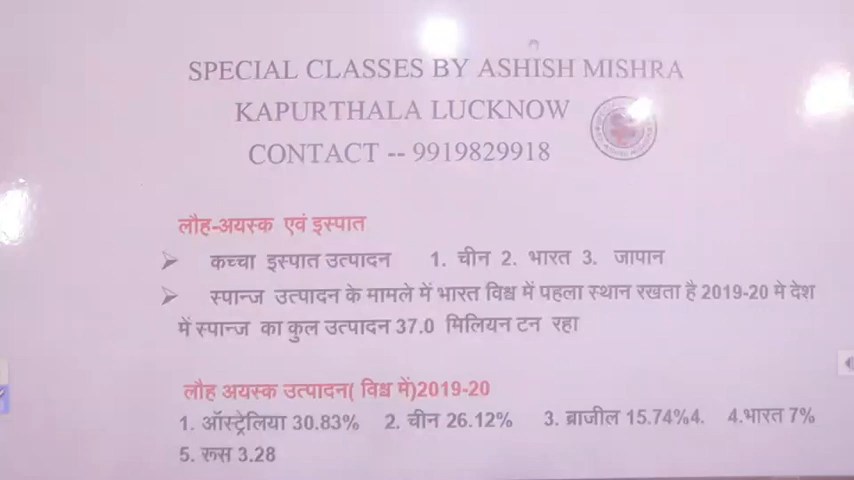 SPECIAL CLASSES BY ASHISH MISHRA
KAPURTHALA LUCKNOW
CONTACT -- 9919829918
लौह-अयस्क एवं इस्पात
➢ कच्चा इस्पात उत्पादन 1. चीन 2. भारत 3. जापान
➢ स्पान्ज उत्पादन के मामले में भारत विश्व में पहला स्थान रखता है 2019-20 मे देश
में स्पान्ज का कुल उत्पादन 37.0 मिलियन टन रहा
लौह अयस्क उत्पादन( विश्व में)2019-20
1. ऑस्ट्रेलिया 30.83% 2. चीन 26.12% 3. ब्राजील 15.74%4. 4.भारत 7%
5. रूस 3.28